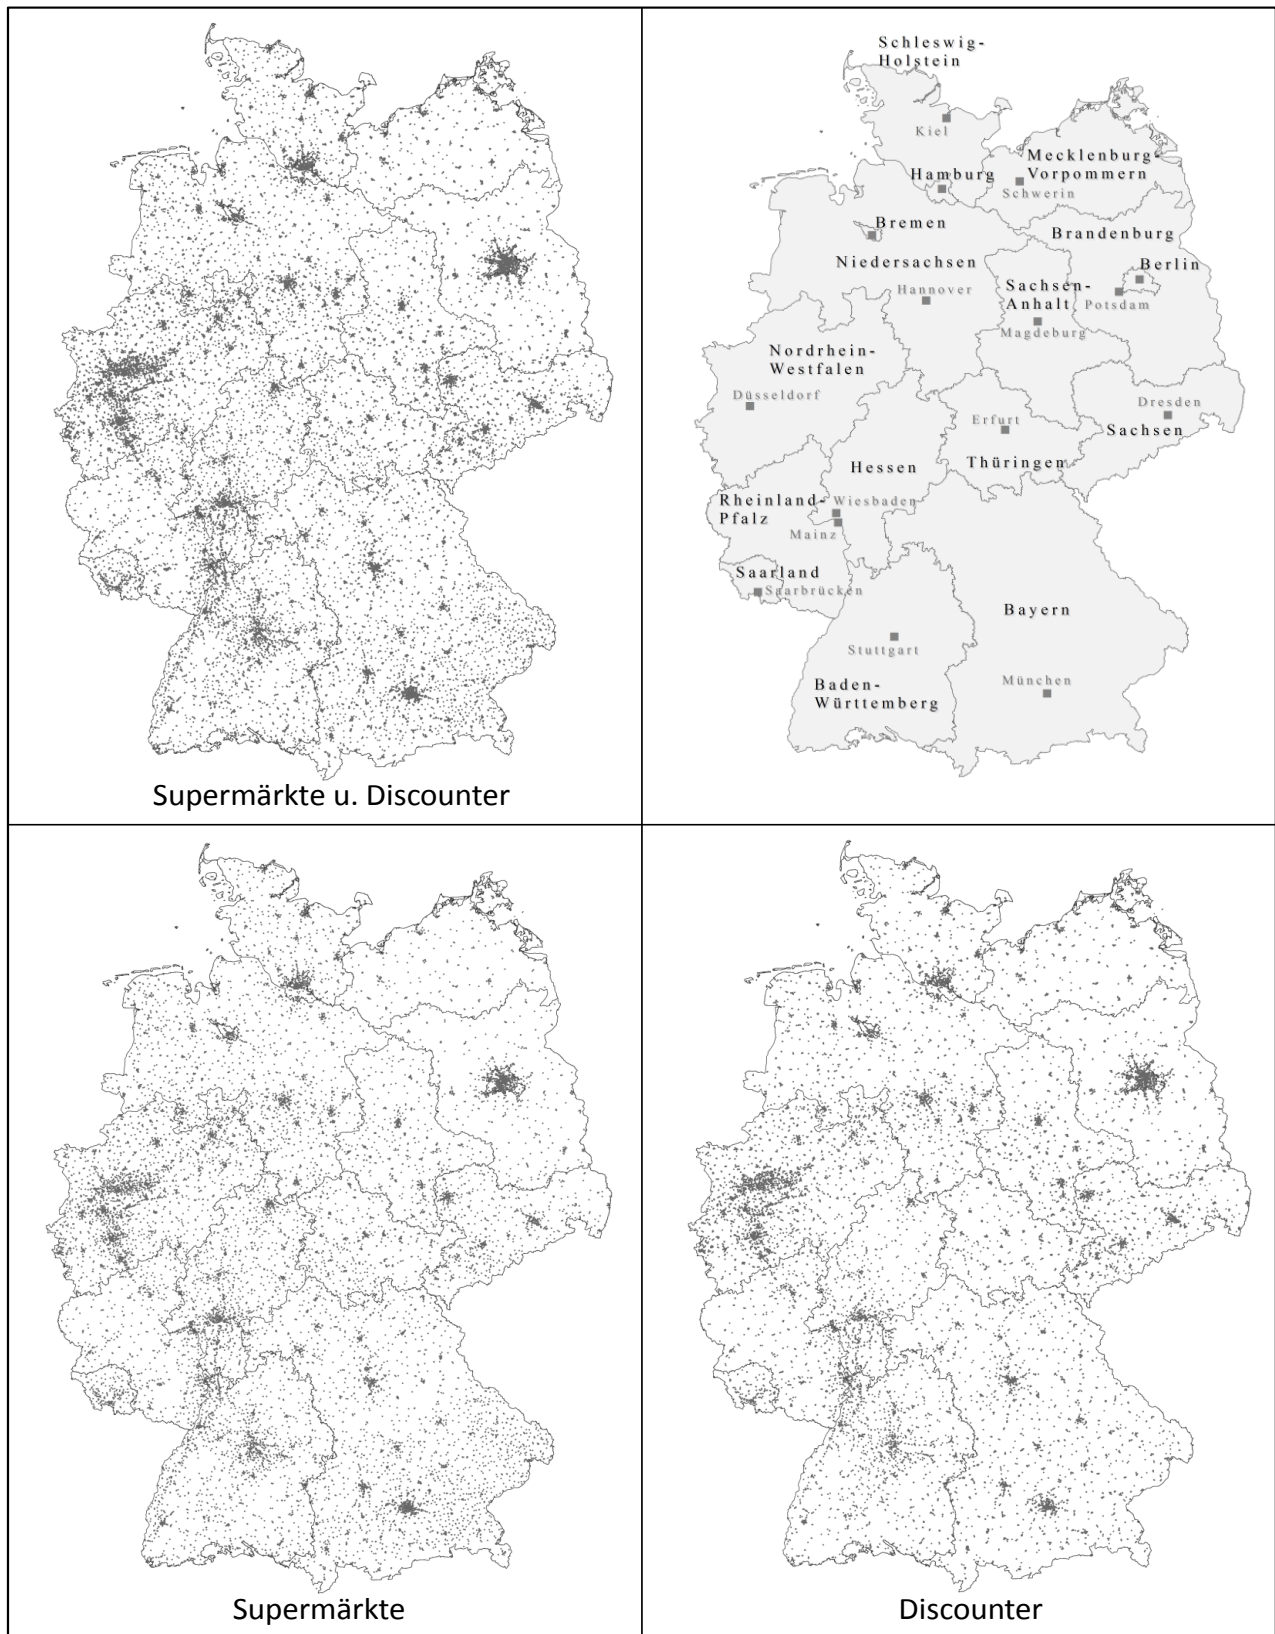 Supermärkte u. Discounter
Schleswig-
Holstein
Kiel
Mecklenburg-
Vorpommern
Hamburg
Schwerin
Bremen
Brandenburg
Niedersachsen
Berlin
Hannover
Sachsen-
Anhalt
Potsdam
Magdeburg
Nordrhein-
Westfalen
Düsseldorf
Dresden
Erfurt
Sachsen
Hessen
Thüringen
Rheinland-
Pfalz
Wiesbaden
Mainz
Saarland
Saarbrücken
Bayern
Stuttgart
München
Baden-
Württemberg
Supermärkte
Discounter